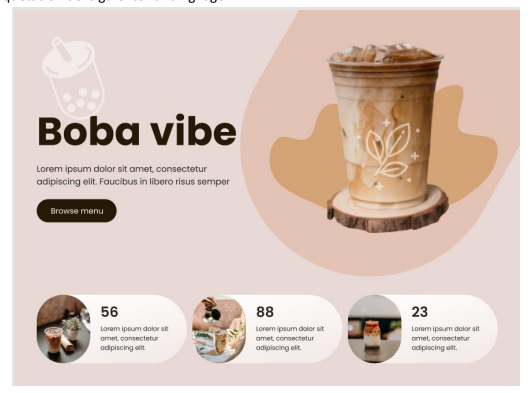 Boba vibe
Lorem ipsum dolor sit amet, consectetur
adipiscing elit. Faucibus in libero risus semper
Browse menu
56
Lorem ipsum dolor sit
amet, consectetur
adipiscing elit.
88
Lorem ipsum dolor sit
amet, consectetur
adipiscing elit.
23
Lorem ipsum dolor sit
amet, consectetur
adipiscing elit.